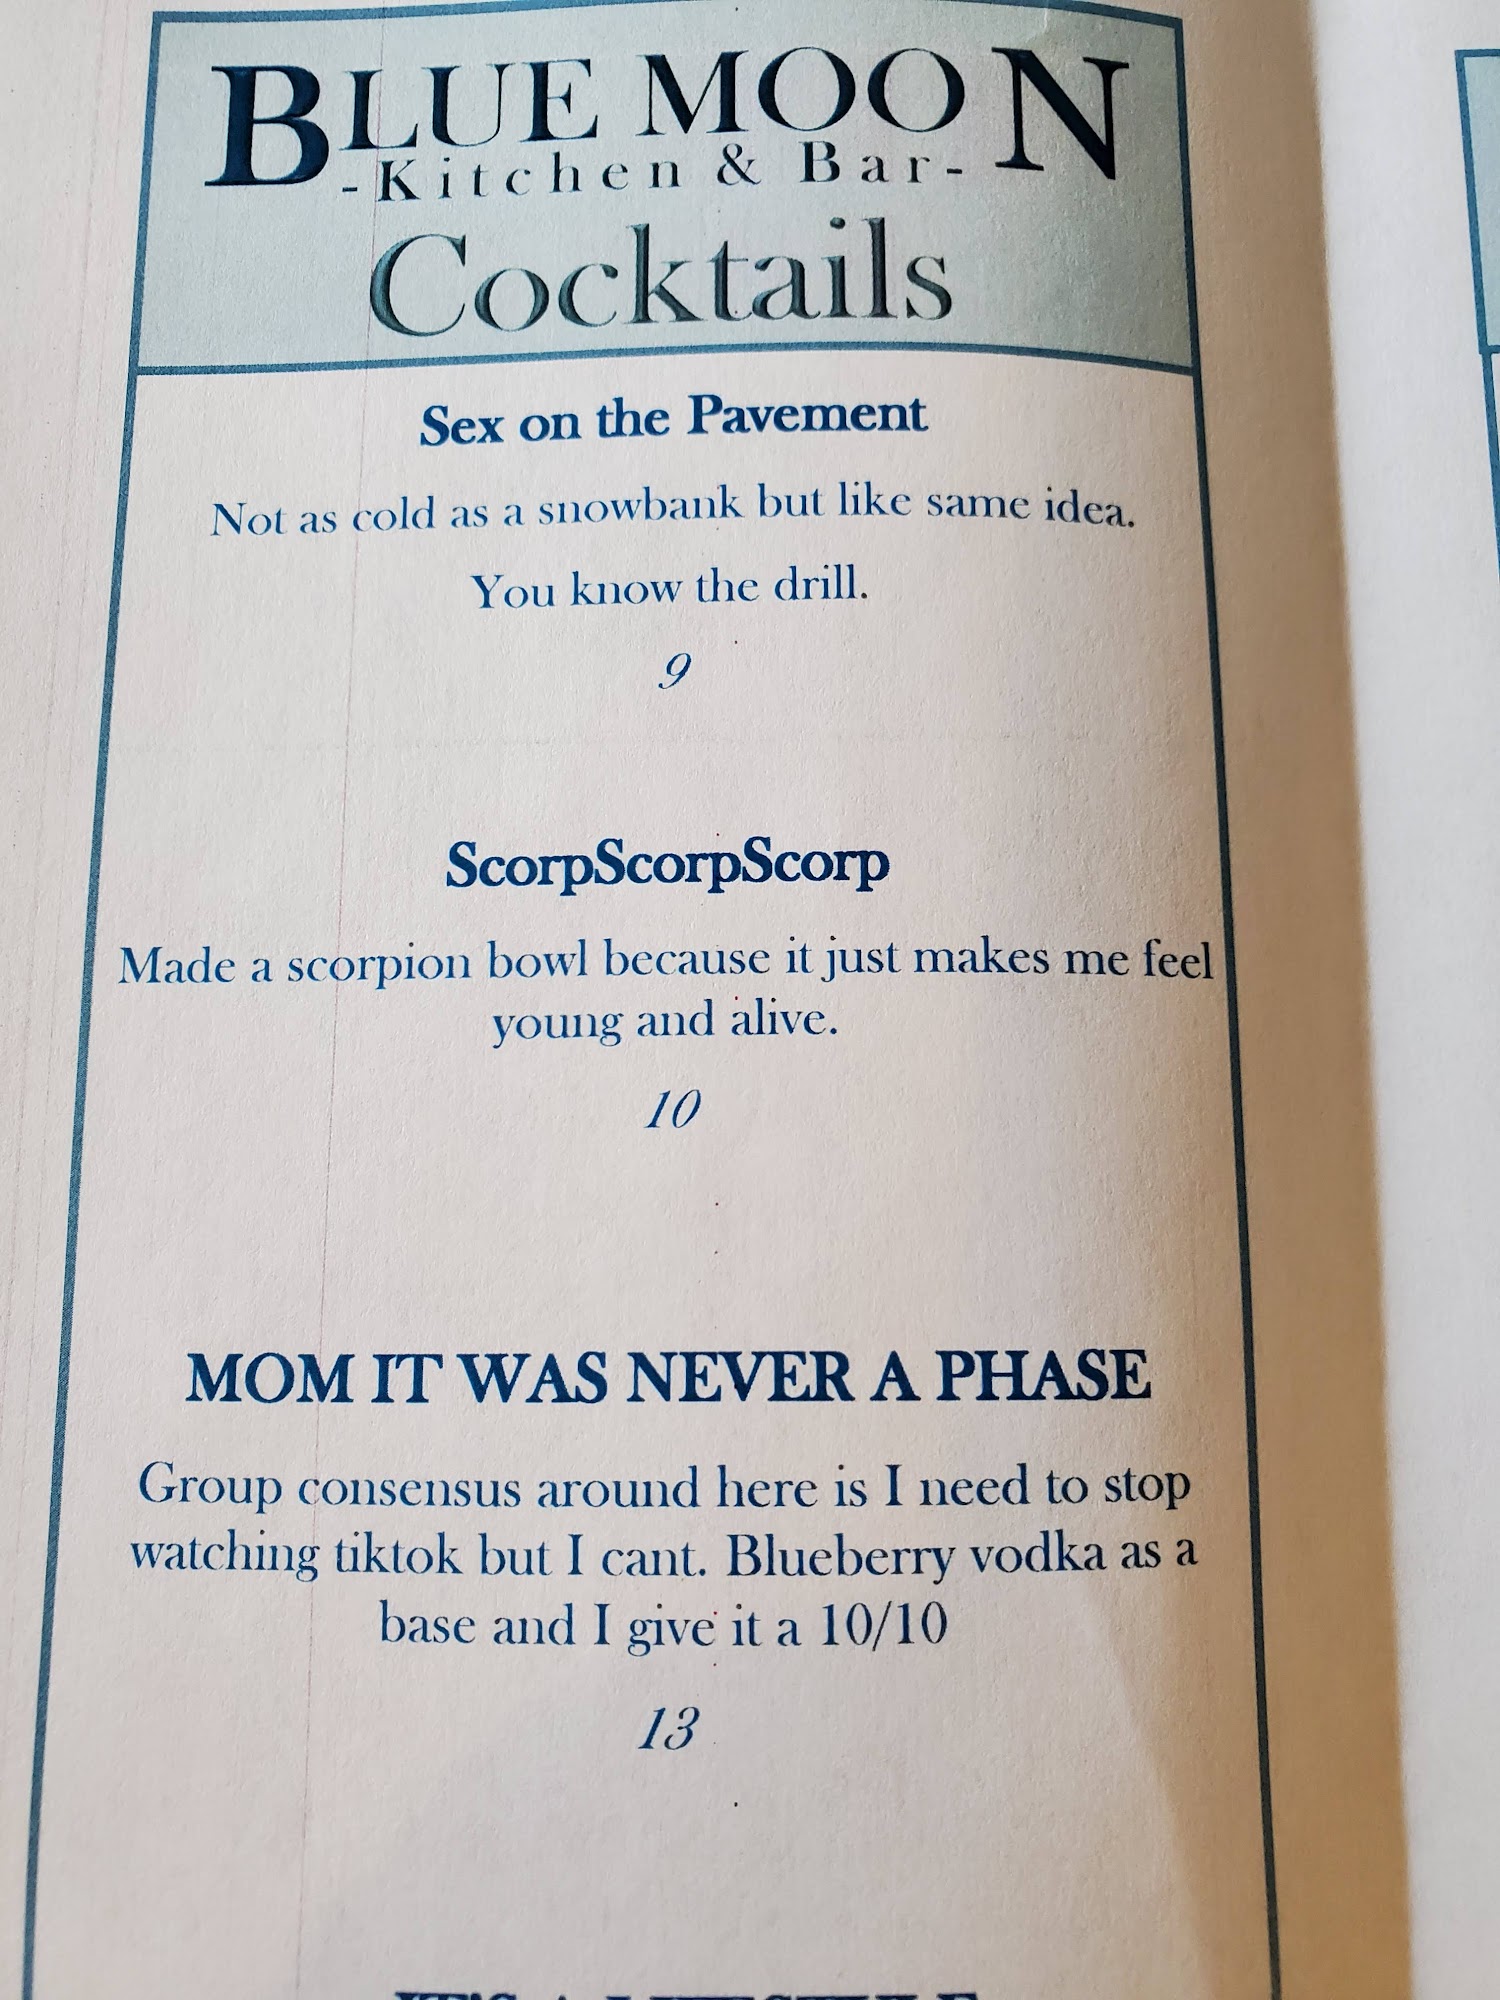 BLUE MOON
-Kitchen & Bar-
Cocktails
Sex on the Pavement
Not as cold as a snowbank but like same idea.
You know the drill.
9
ScorpScorpScorp
Made a scorpion bowl because it just makes me feel
young and alive.
10
MOM IT WAS NEVER A PHASE
Group consensus around here is I need to stop
watching tiktok but I cant. Blueberry vodka as a
base and I give it a 10/10
13
IT'S A LIFESTYLE